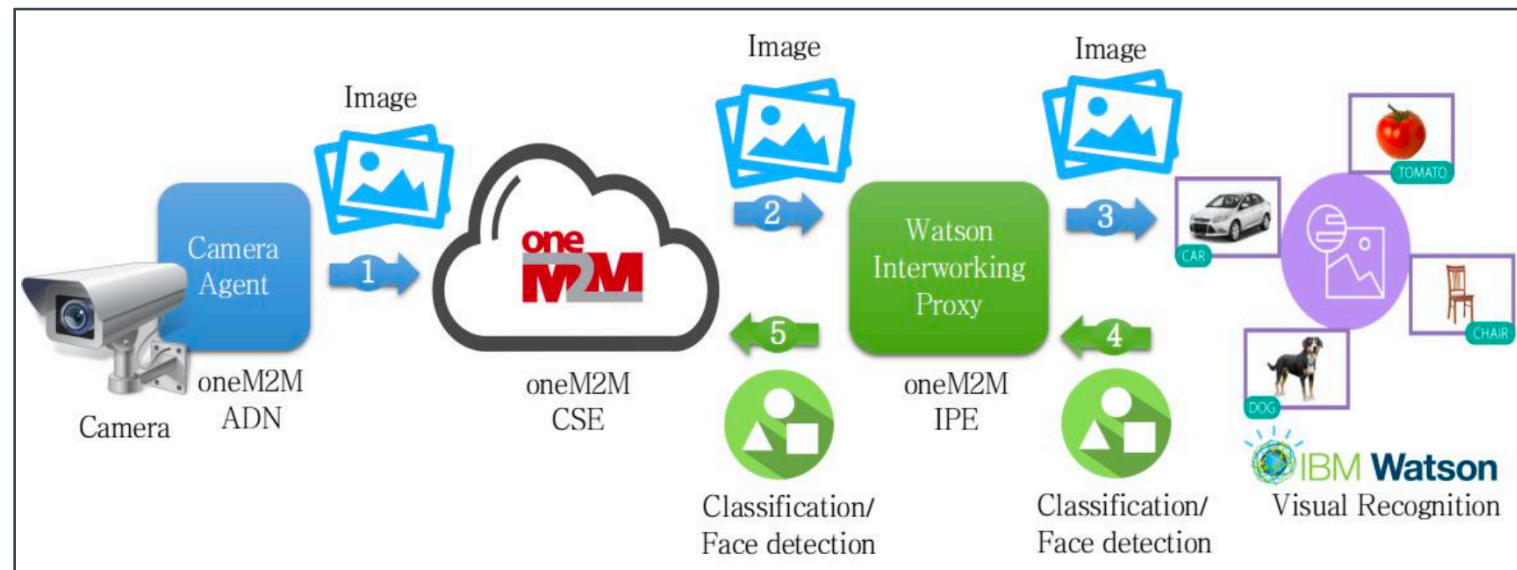 Image
Image
Image
Camera
Agent
1
one
M2M
2
Watson
Interworking
Proxy
3
TOMATO
CAR
CHAIR
DOG
5
4
Camera
oneM2M
ADN
oneM2M
CSE
oneM2M
IPE
Classification/
Face detection
Classification/
Face detection
IBM Watson
Visual Recognition